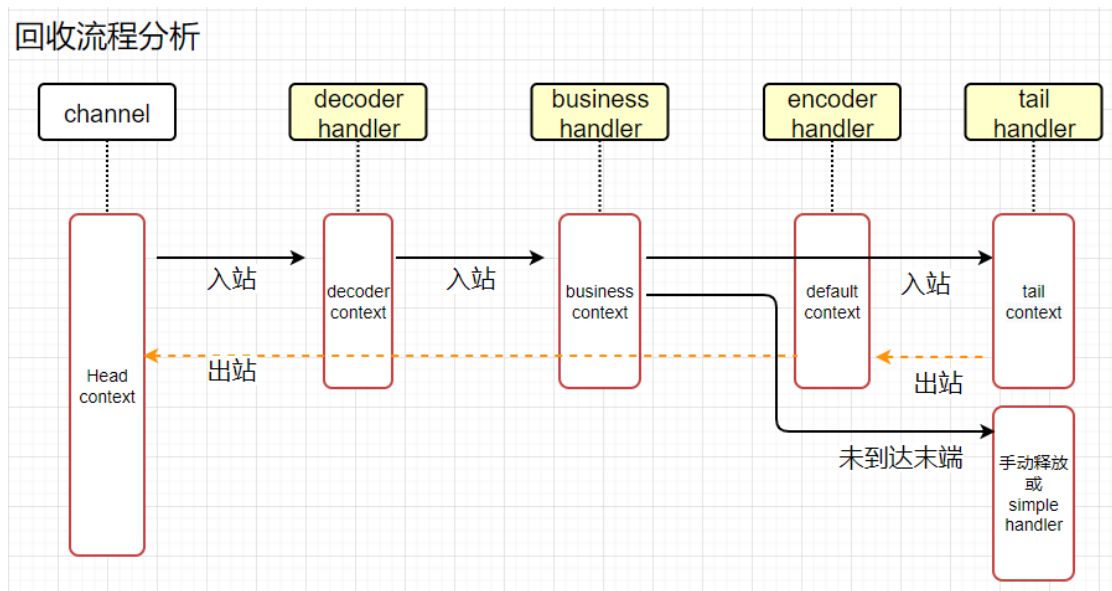 回收流程分析
channel
decoder
handler
business
handler
encoder
handler
tail
handler
入站
入站
入站
decoder
context
business
context
default
context
tail
context
出站
出站
Head
context
未到达末端
手动释放
或
simple
handler